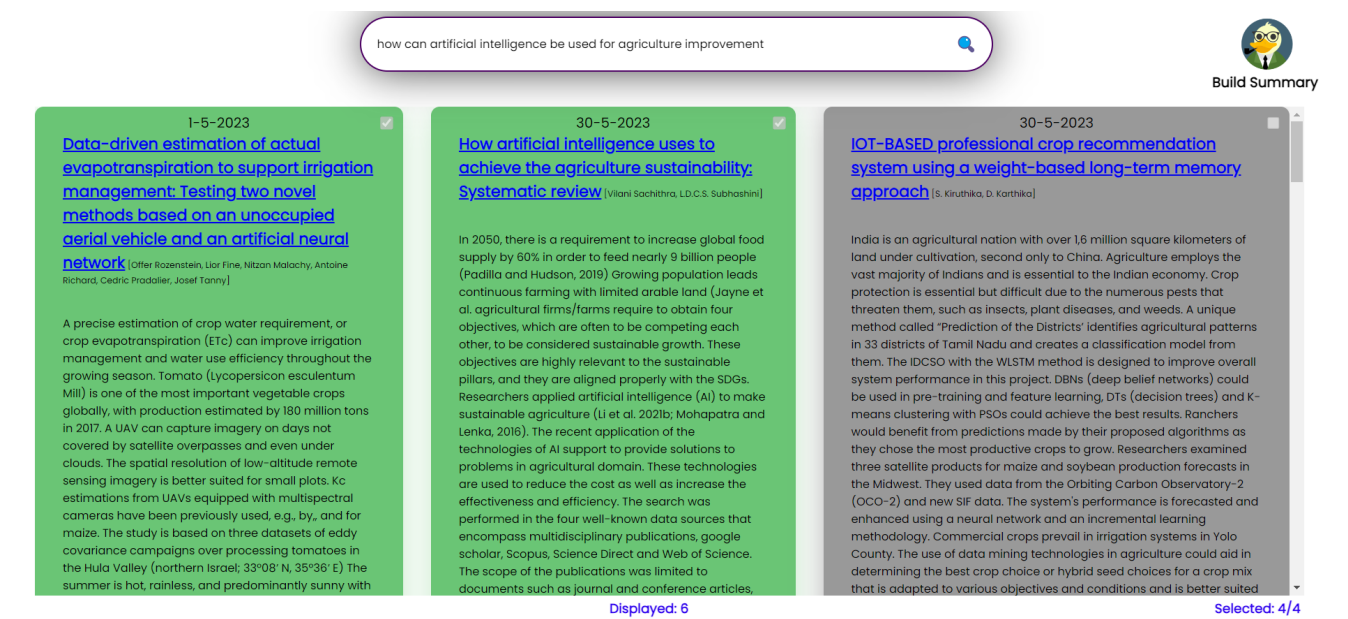 how can artificial intelligence be used for agriculture improvement
Build Summary
1-5-2023
Data-driven estimation of actual
evapotranspiration to support irrigation
management: Testing two novel
methods based on an unoccupied
aerial vehicle and an artificial neural
network [Offer Rozenstein, Lior Fine, Nitzan Malachy, Antoine
Richard, Cedric Pradalier, Josef Tanny]
A precise estimation of crop water requirement, or
crop evapotranspiration (ETc) can improve irrigation
management and water use efficiency throughout the
growing season. Tomato (Lycopersicon esculentum
Mill) is one of the most important vegetable crops
globally, with production estimated by 180 million tons
in 2017. A UAV can capture imagery on days not
covered by satellite overpasses and even under
clouds. The spatial resolution of low-altitude remote
sensing imagery is better suited for small plots. Kc
estimations from UAVs equipped with multispectral
cameras have been previously used, e.g., by,, and for
maize. The study is based on three datasets of eddy
covariance campaigns over processing tomatoes in
the Hula Valley (northern Israel; 33°08′ N, 35°36′ E) The
summer is hot, rainless, and predominantly sunny with
30-5-2023
How artificial intelligence uses to
achieve the agriculture sustainability:
Systematic review [Vilani Sachithra, L.D.C.S. Subhashini]
In 2050, there is a requirement to increase global food
supply by 60% in order to feed nearly 9 billion people
(Padilla and Hudson, 2019) Growing population leads
continuous farming with limited arable land (Jayne et
al. agricultural firms/farms require to obtain four
objectives, which are often to be competing each
other, to be considered sustainable growth. These
objectives are highly relevant to the sustainable
pillars, and they are aligned properly with the SDGs.
Researchers applied artificial intelligence (AI) to make
sustainable agriculture (Li et al. 2021b; Mohapatra and
Lenka, 2016). The recent application of the
technologies of AI support to provide solutions to
problems in agricultural domain. These technologies
are used to reduce the cost as well as increase the
effectiveness and efficiency. The search was
performed in the four well-known data sources that
encompass multidisciplinary publications, google
scholar, Scopus, Science Direct and Web of Science.
The scope of the publications was limited to
documents such as journal and conference articles,
30-5-2023
IOT-BASED professional crop recommendation
system using a weight-based long-term memory
approach [S. Kiruthika, D. Karthika]
India is an agricultural nation with over 1,6 million square kilometers of
land under cultivation, second only to China. Agriculture employs the
vast majority of Indians and is essential to the Indian economy. Crop
protection is essential but difficult due to the numerous pests that
threaten them, such as insects, plant diseases, and weeds. A unique
method called "Prediction of the Districts' identifies agricultural patterns
in 33 districts of Tamil Nadu and creates a classification model from
them. The IDCSO with the WLSTM method is designed to improve overall
system performance in this project. DBNs (deep belief networks) could
be used in pre-training and feature learning, DTs (decision trees) and K-
means clustering with PSOs could achieve the best results. Ranchers
would benefit from predictions made by their proposed algorithms as
they chose the most productive crops to grow. Researchers examined
three satellite products for maize and soybean production forecasts in
the Midwest. They used data from the Orbiting Carbon Observatory-2
(OCO-2) and new SIF data. The system's performance is forecasted and
enhanced using a neural network and an incremental learning
methodology. Commercial crops prevail in irrigation systems in Yolo
County. The use of data mining technologies in agriculture could aid in
determining the best crop choice or hybrid seed choices for a crop mix
that is adapted to various objectives and conditions and is better suited
Displayed: 6
Selected: 4/4